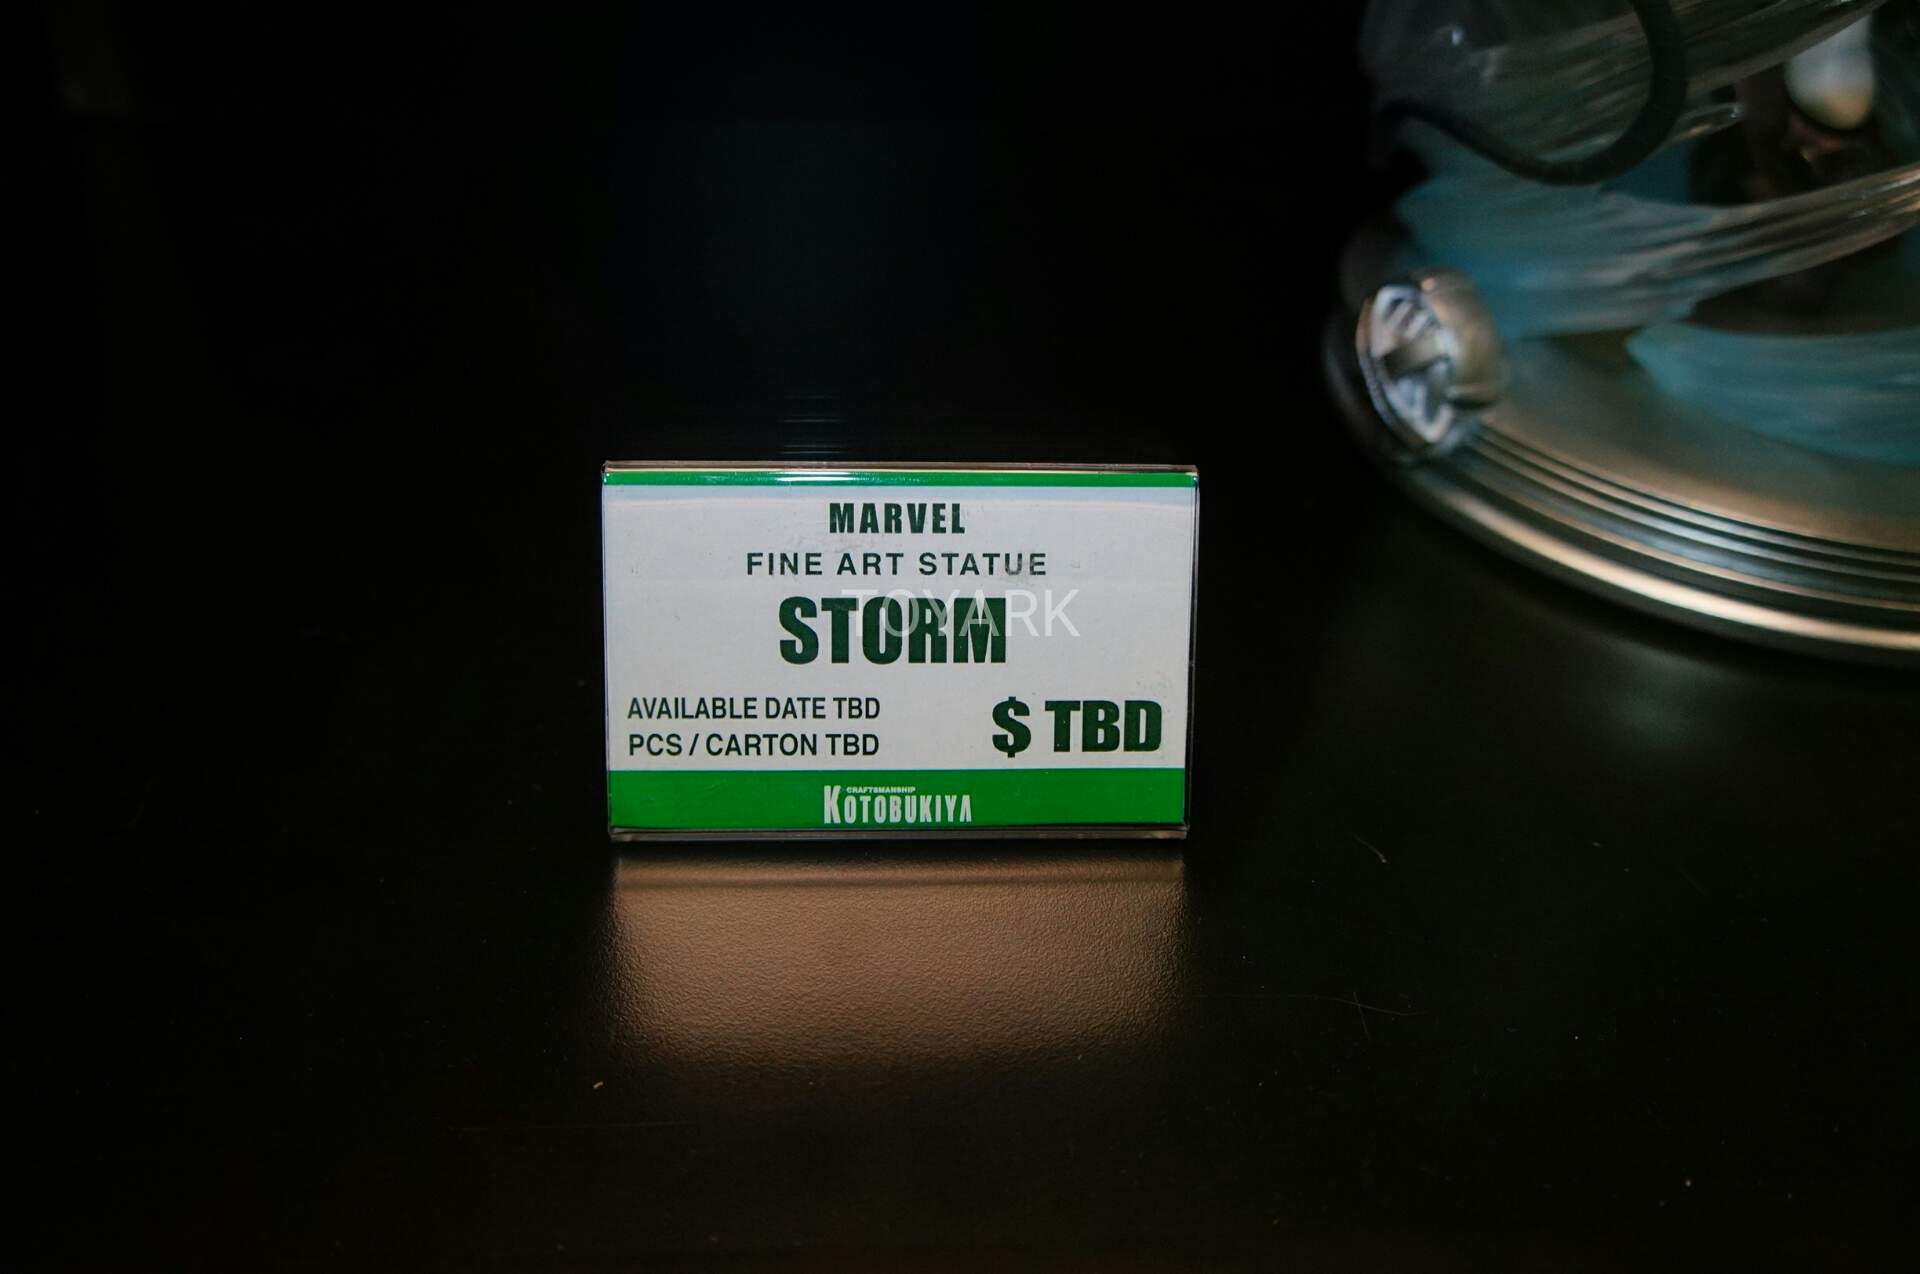 MARVEL
FINE ART STATUE
STORM
TOYARK
AVAILABLE DATE TBD
PCS / CARTON TBD
$ TBD
CRAFTSMANSHIP
KOTOBUKIYA